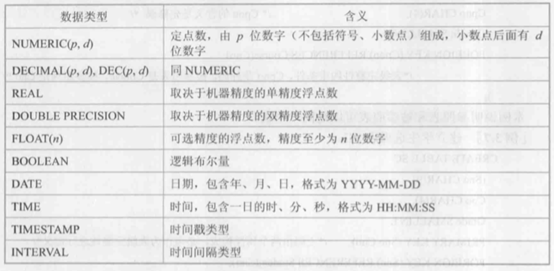 数据类型 含义
NUMERIC(p, d) 定点数，由 p 位数字（不包括符号、小数点）组成，小数点后面有 d
位数字
DECIMAL(p, d), DEC(p, d) 同 NUMERIC
REAL 取决于机器精度的单精度浮点数
DOUBLE PRECISION 取决于机器精度的双精度浮点数
FLOAT(n) 可选精度的浮点数，精度至少为 n 位数字
BOOLEAN 逻辑布尔量
DATE 日期，包含年、月、日，格式为 YYYY-MM-DD
TIME 时间，包含一日的时、分、秒，格式为 HH:MM:SS
TIMESTAMP 时间戳类型
INTERVAL 时间间隔类型